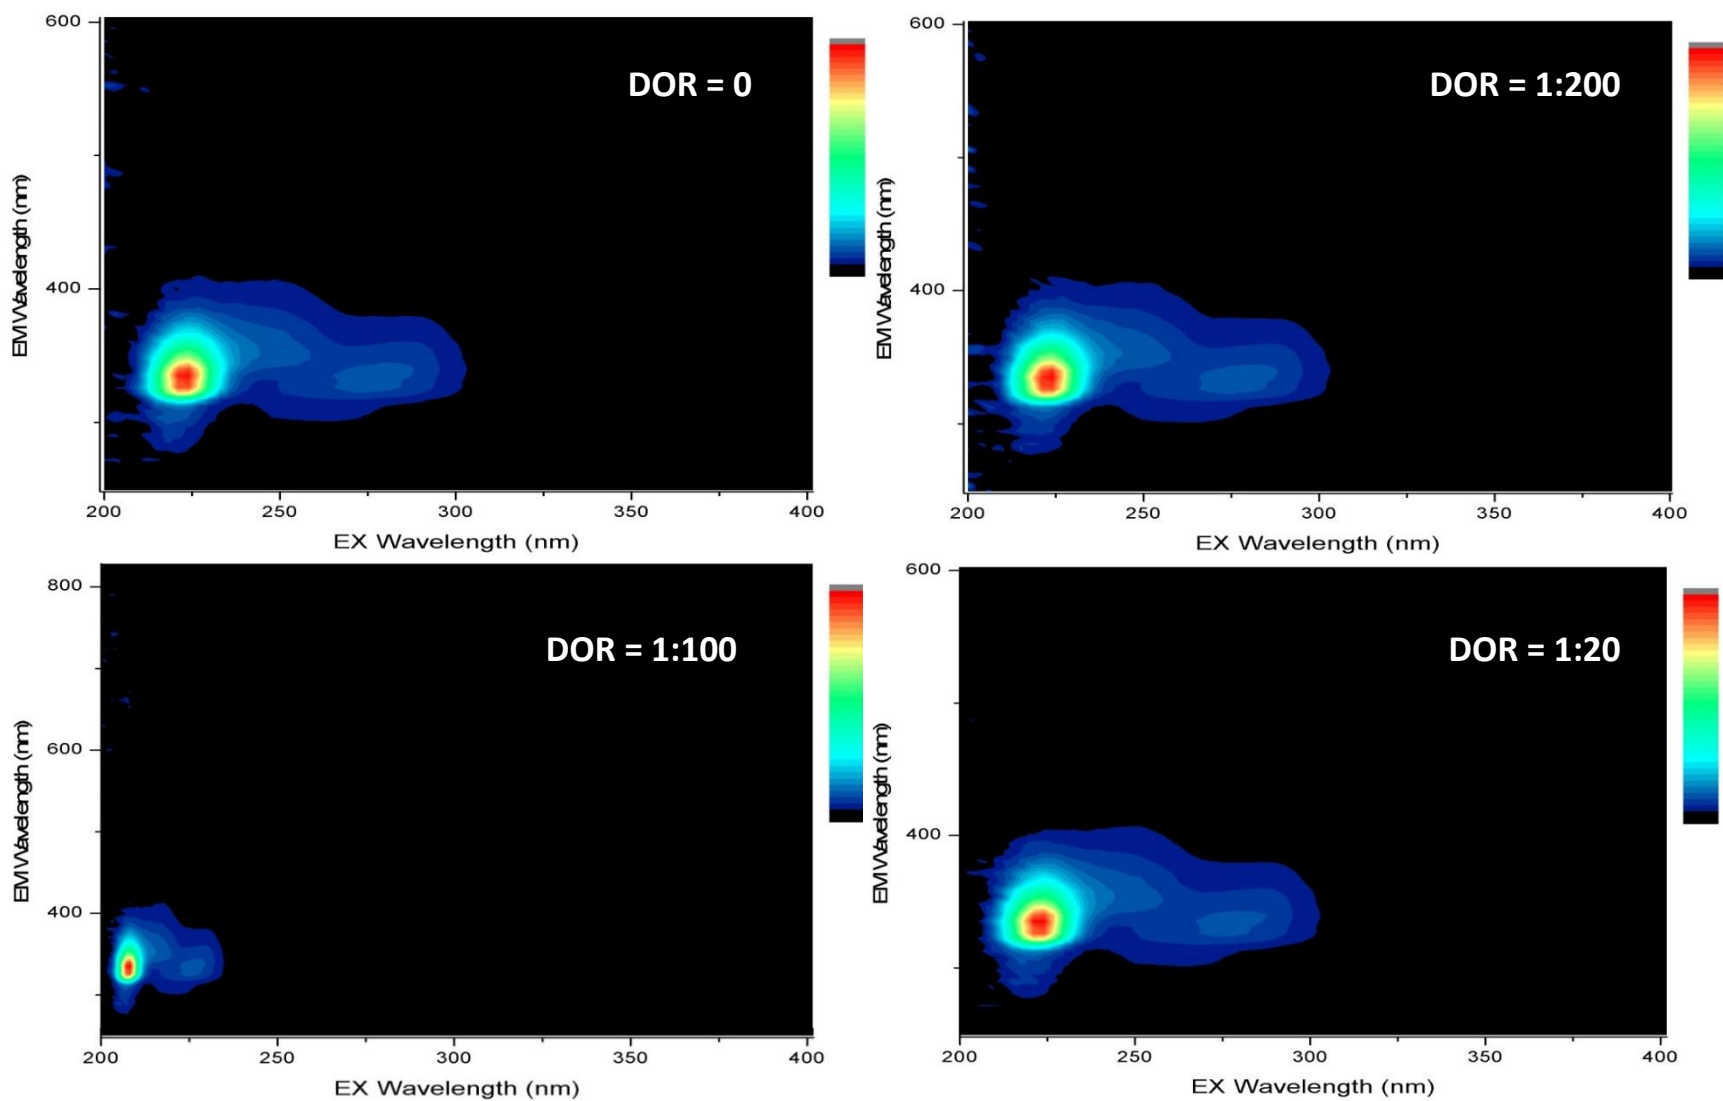 DOR = 0
600
400
EM Wavelength (nm)
200 250 300 350 400
EX Wavelength (nm)
DOR = 1:200
600
400
EM Wavelength (nm)
200 250 300 350 400
EX Wavelength (nm)
DOR = 1:100
800
600
400
EM Wavelength (nm)
200 250 300 350 400
EX Wavelength (nm)
DOR = 1:20
600
400
EM Wavelength (nm)
200 250 300 350 400
EX Wavelength (nm)